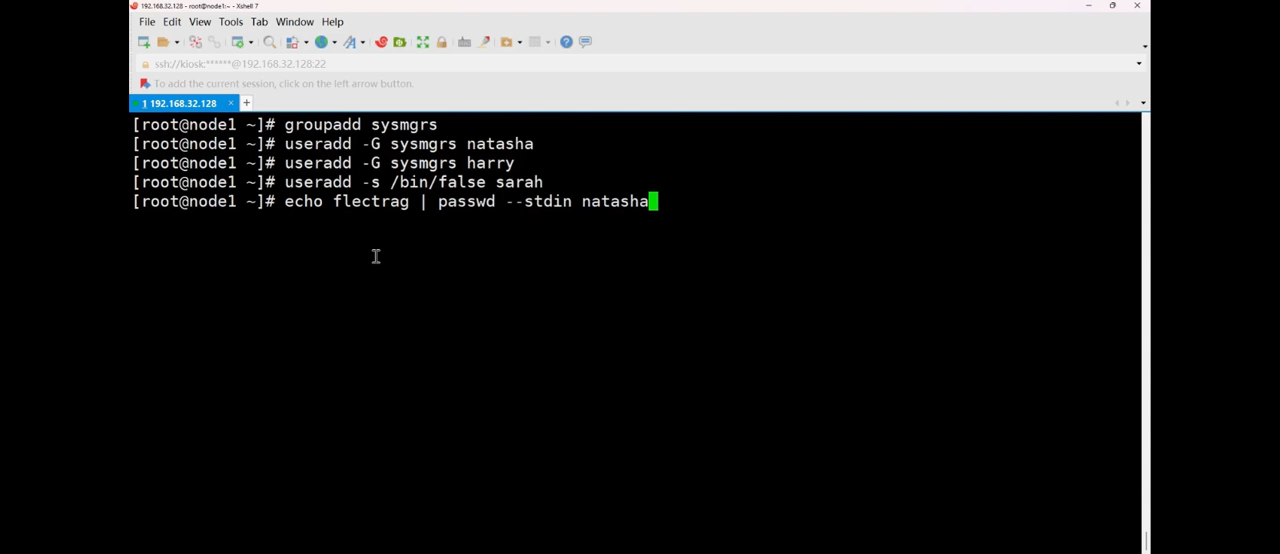 192.168.32.128 - root@node1:~ - Xshell 7
File Edit View Tools Tab Window Help
ssh://kiosk:******@192.168.32.128:22
To add the current session, click on the left arrow button.
1 192.168.32.128 × +
[root@node1 ~]# groupadd sysmgrs
[root@node1 ~]# useradd -G sysmgrs natasha
[root@node1 ~]# useradd -G sysmgrs harry
[root@node1 ~]# useradd -s /bin/false sarah
[root@node1 ~]# echo flectrag | passwd --stdin natasha